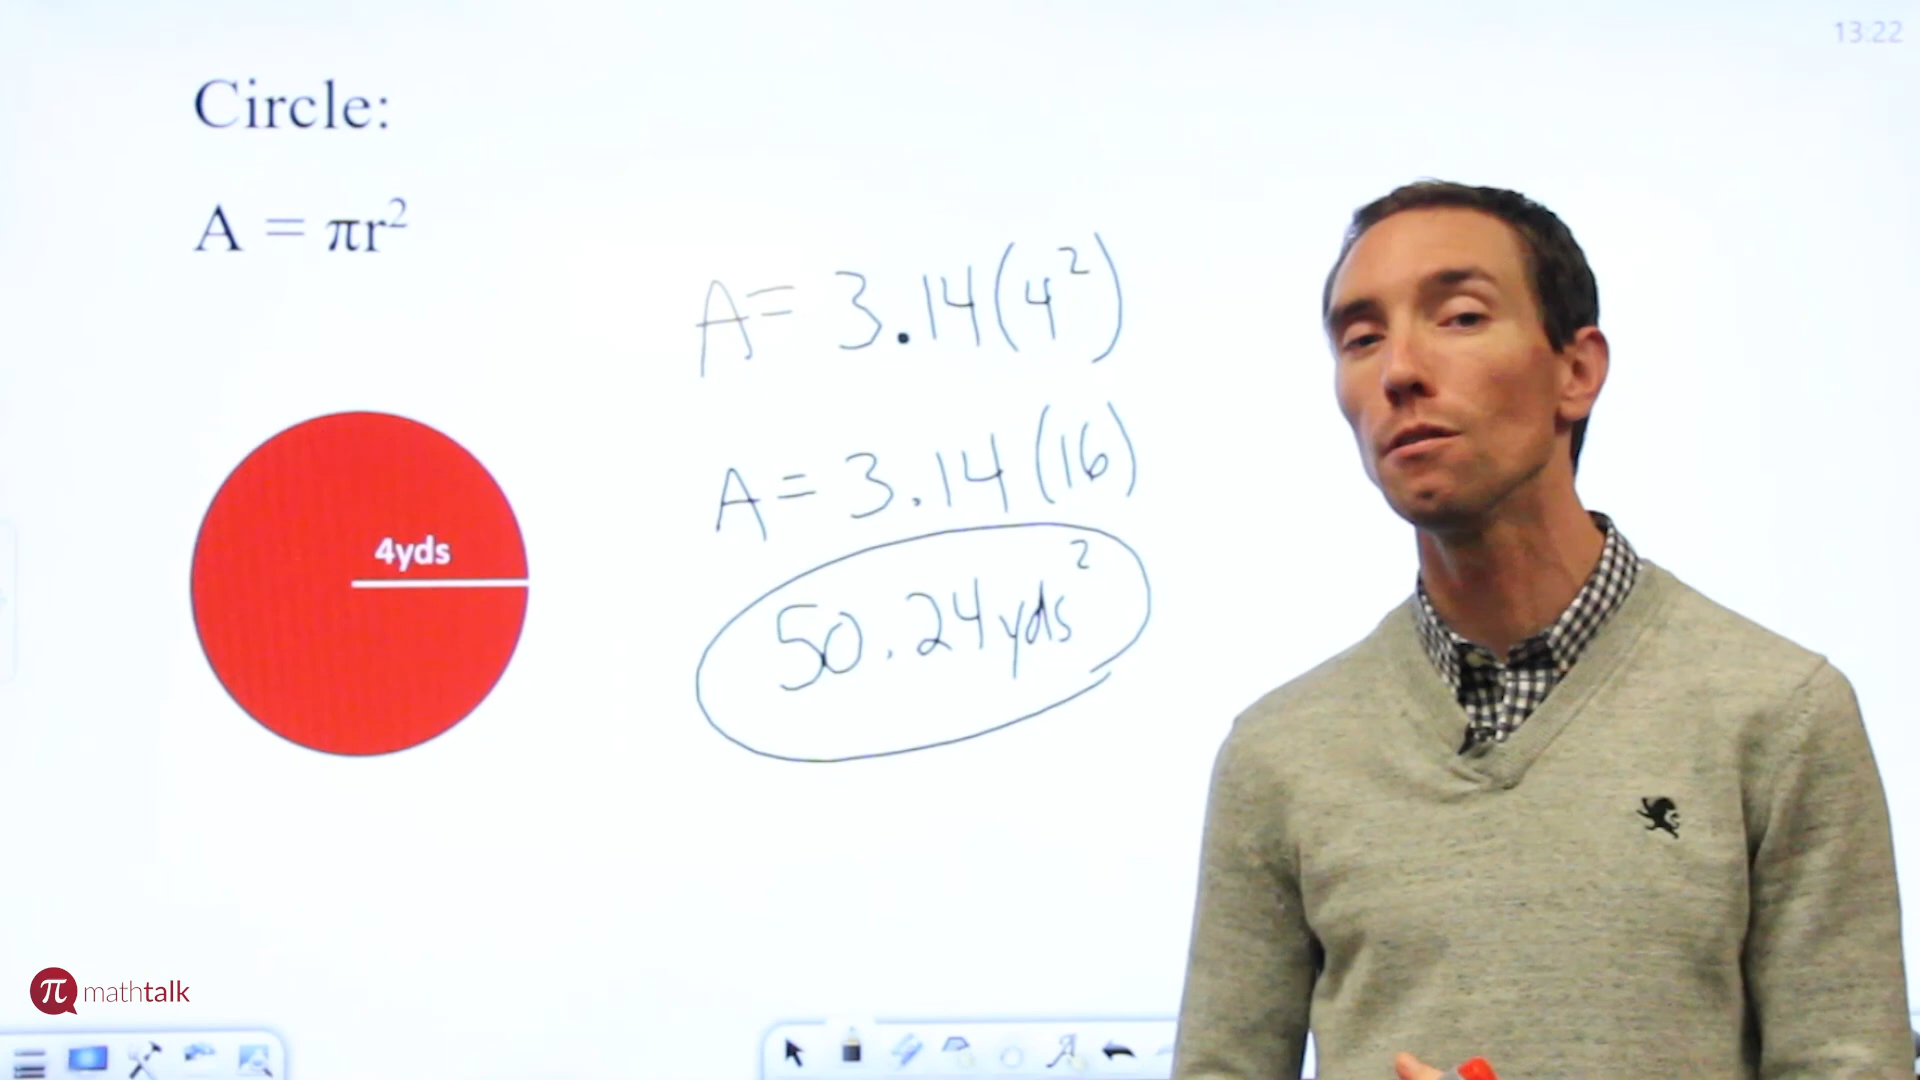 13:22
Circle:
A = πr²
A = 3.14(4²)
A = 3.14(16)
4yds
50.24yds²
π mathtalk